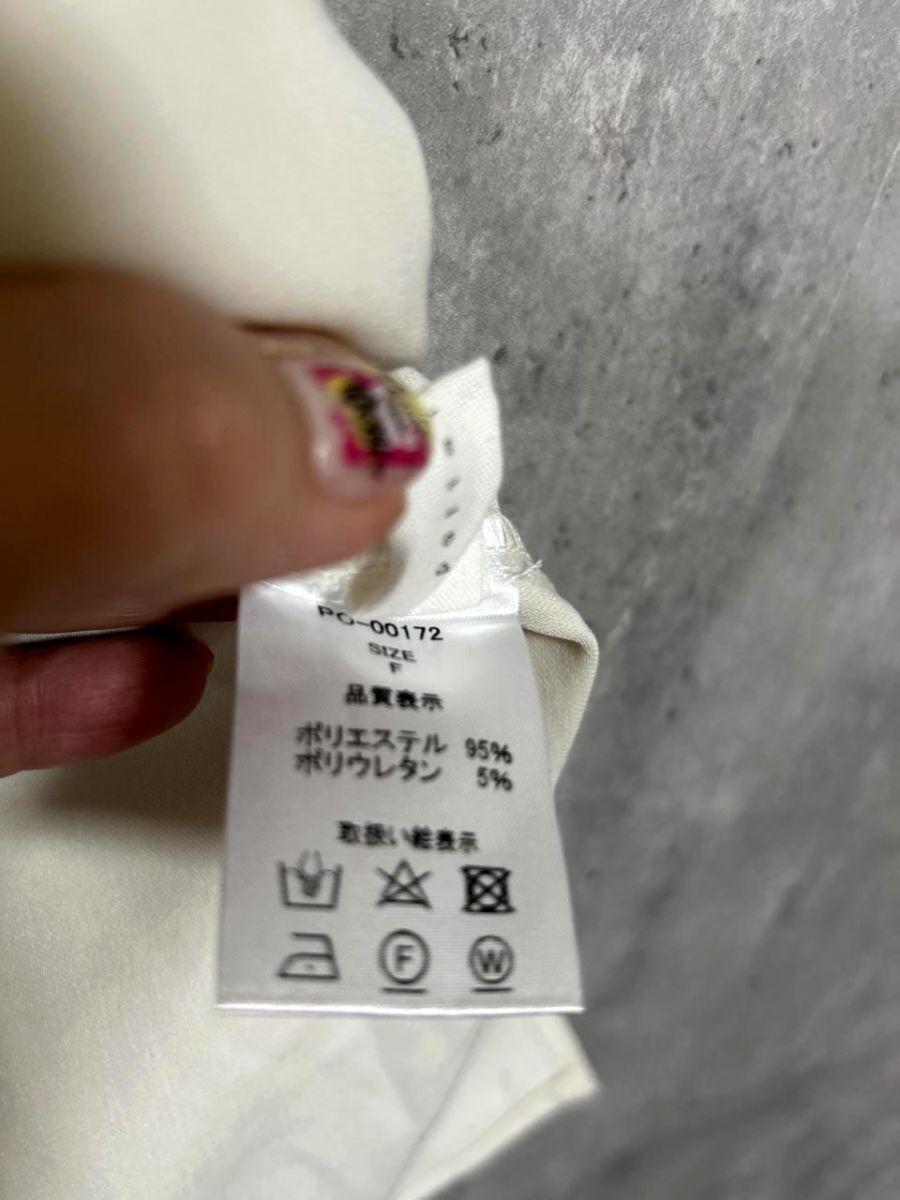 PO-00172
SIZE
F
品質表示
ポリエステル 95%
ポリウレタン 5%
取扱い絵表示
F W